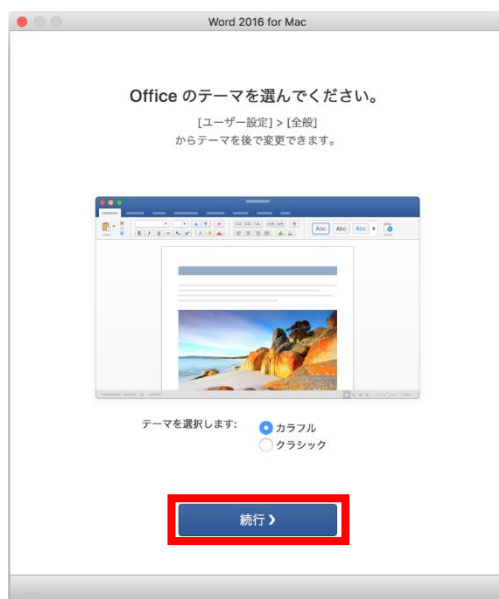 Word 2016 for Mac
Office のテーマを選んでください。
[ユーザー設定] > [全般]
からテーマを後で変更できます。
Abc Abc Abc
テーマを選択します: カラフル
クラシック
続行 ❯